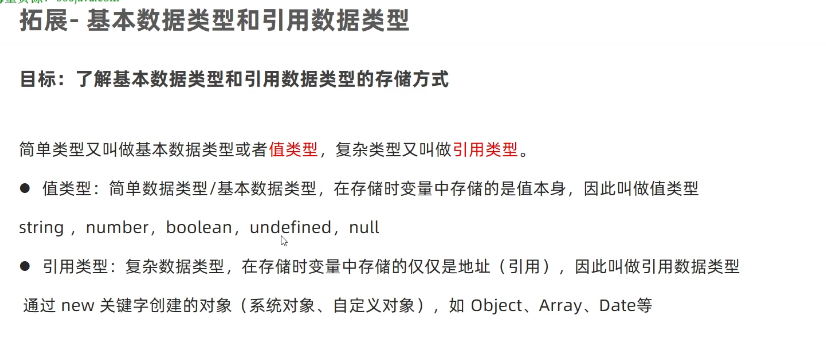 拓展- 基本数据类型和引用数据类型
目标：了解基本数据类型和引用数据类型的存储方式
简单类型又叫做基本数据类型或者值类型，复杂类型又叫做引用类型。
● 值类型：简单数据类型/基本数据类型，在存储时变量中存储的是值本身，因此叫做值类型
string ，number，boolean，undefined，null
● 引用类型：复杂数据类型，在存储时变量中存储的仅仅是地址（引用），因此叫做引用数据类型
通过 new 关键字创建的对象（系统对象、自定义对象），如 Object、Array、Date等